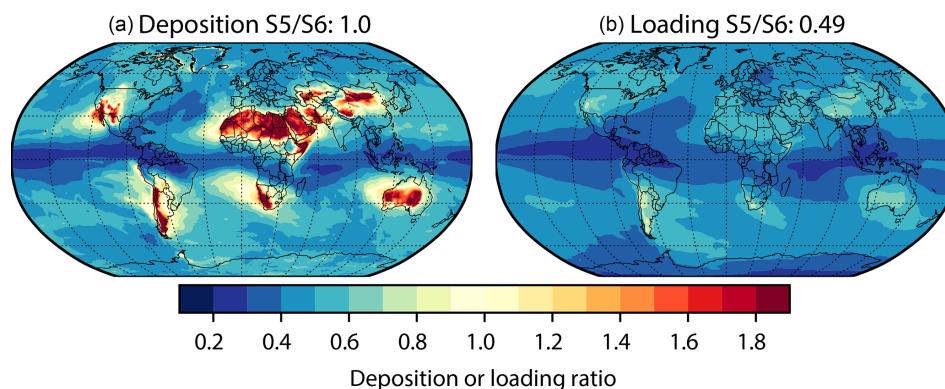 (a) Deposition S5/S6: 1.0
(b) Loading S5/S6: 0.49
0.2 0.4 0.6 0.8 1.0 1.2 1.4 1.6 1.8
Deposition or loading ratio